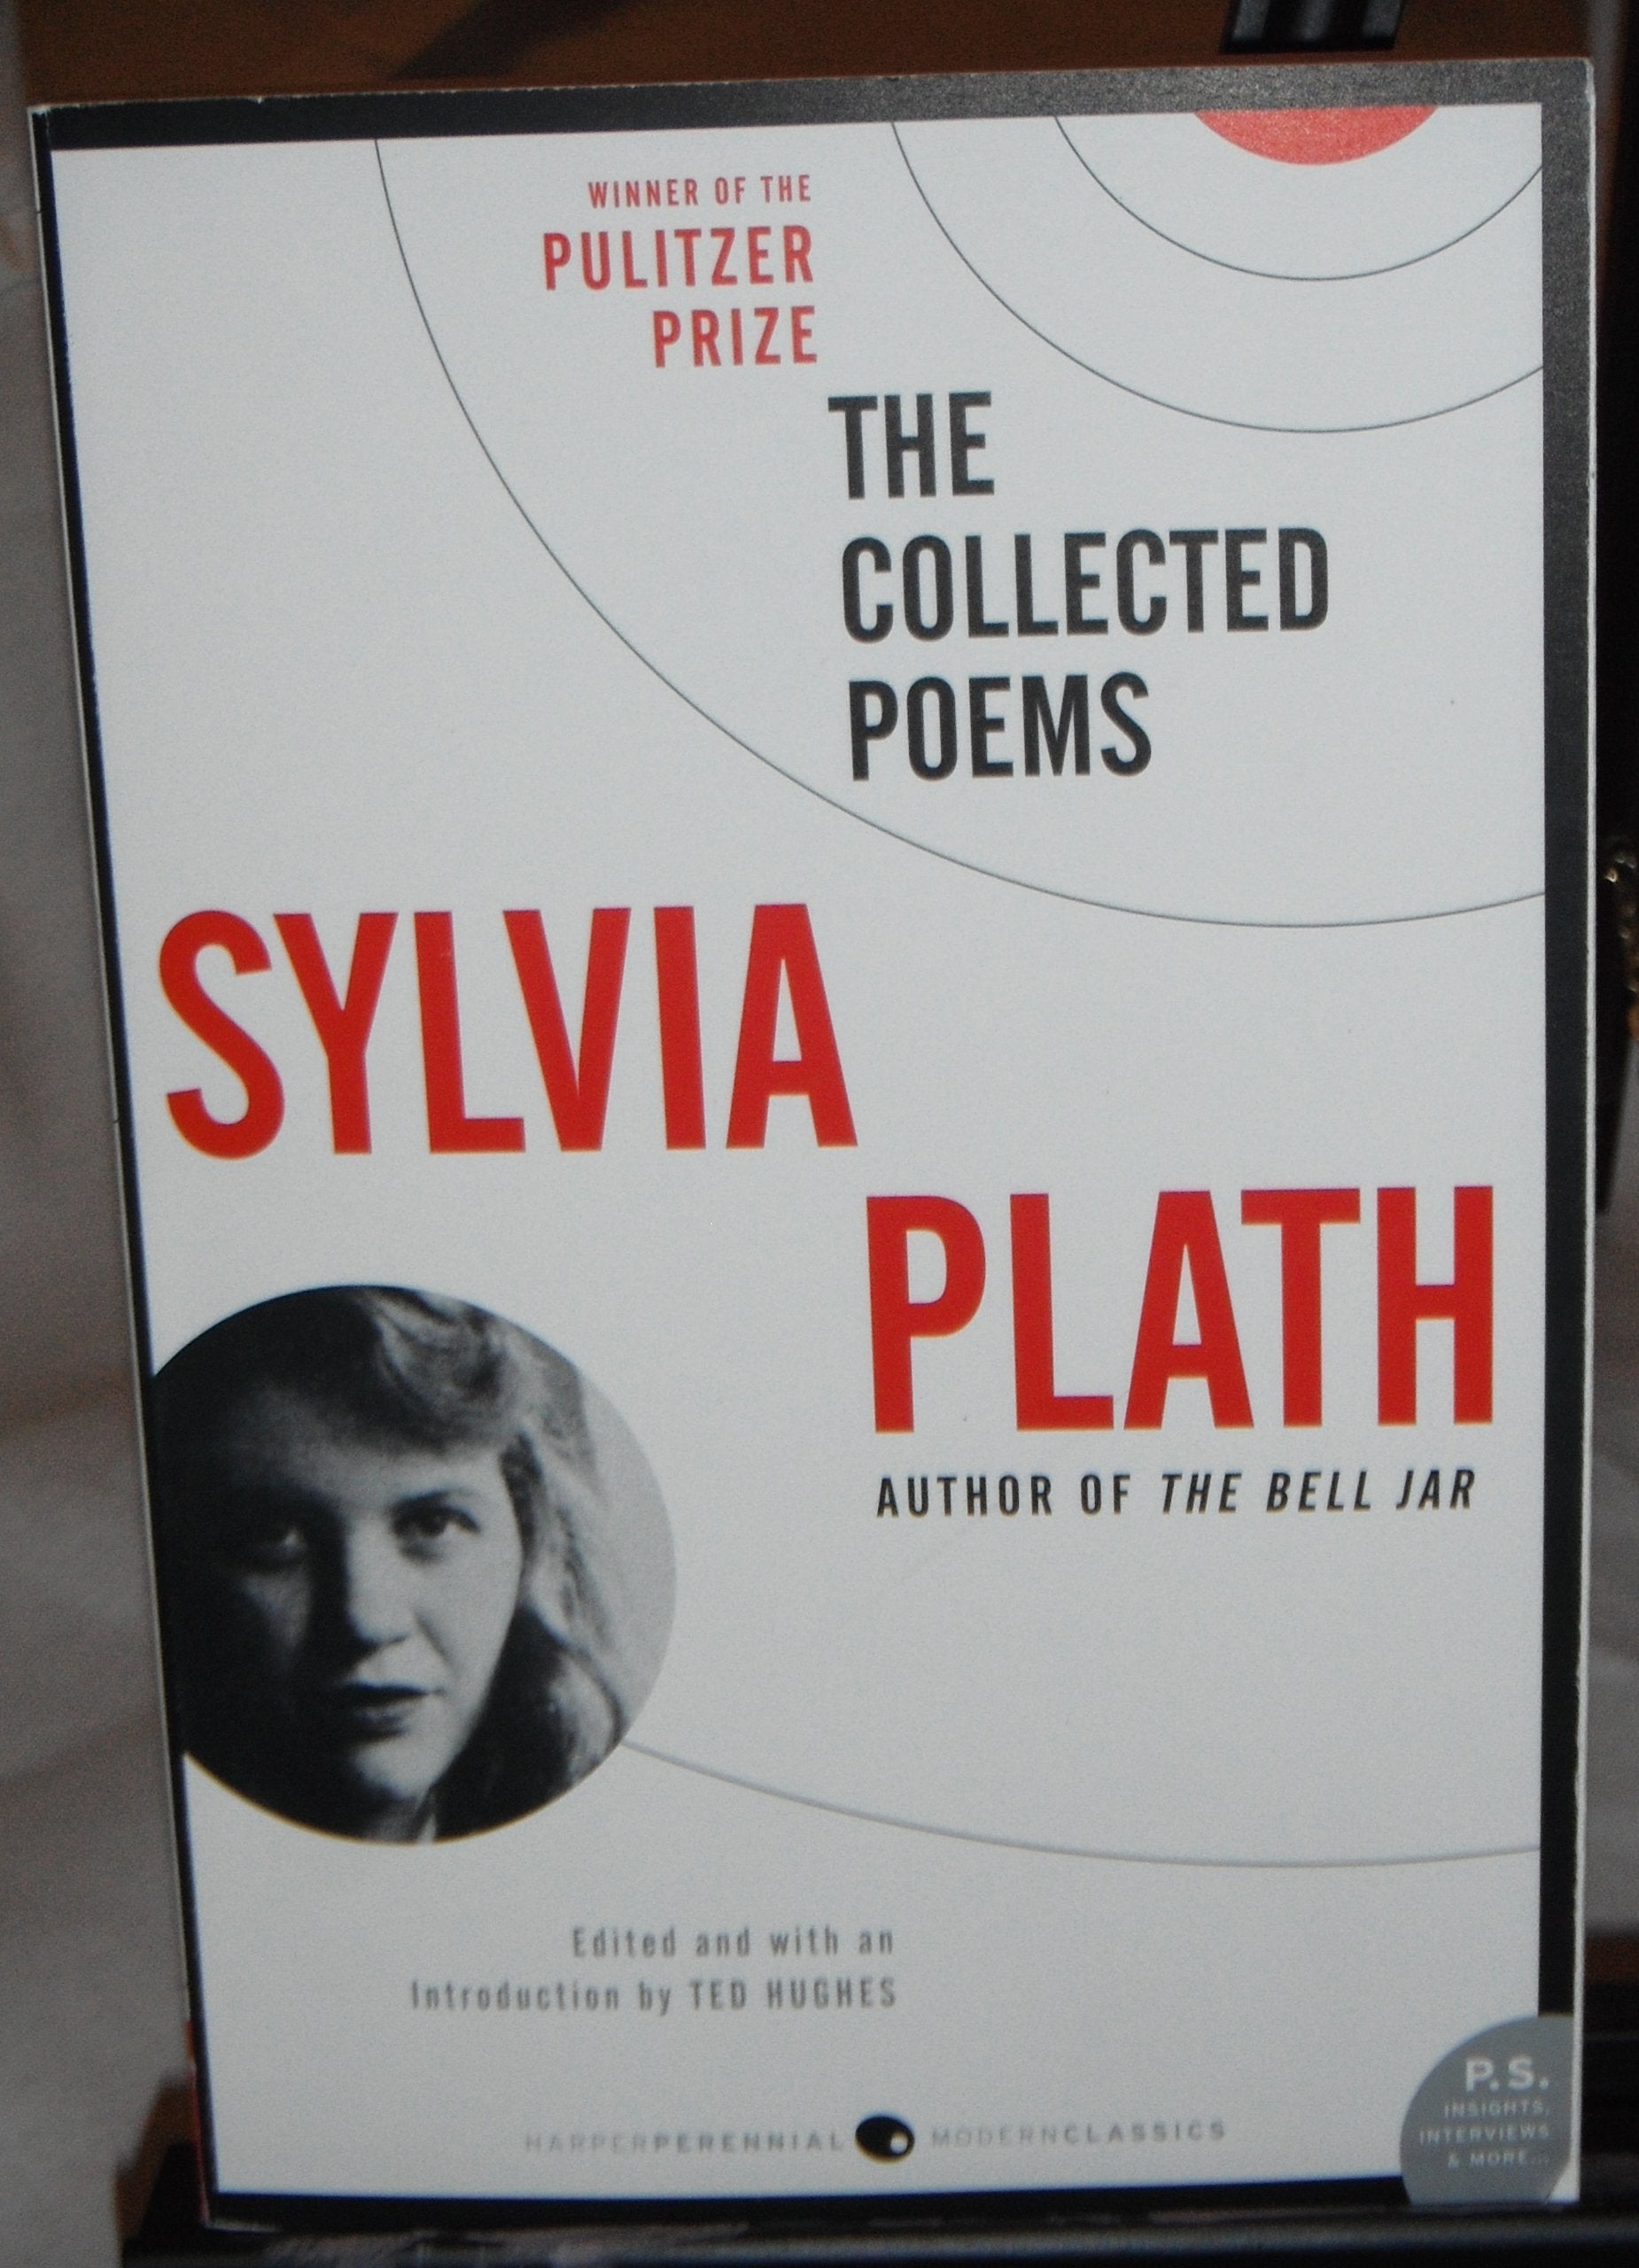 WINNER OF THE
PULITZER
PRIZE
THE
COLLECTED
POEMS
SYLVIA
PLATH
AUTHOR OF THE BELL JAR
Edited and with an
Introduction by TED HUGHES
HARPERPERENNIAL MODERNCLASSICS
P.S.
INSIGHTS,
INTERVIEWS
& MORE...